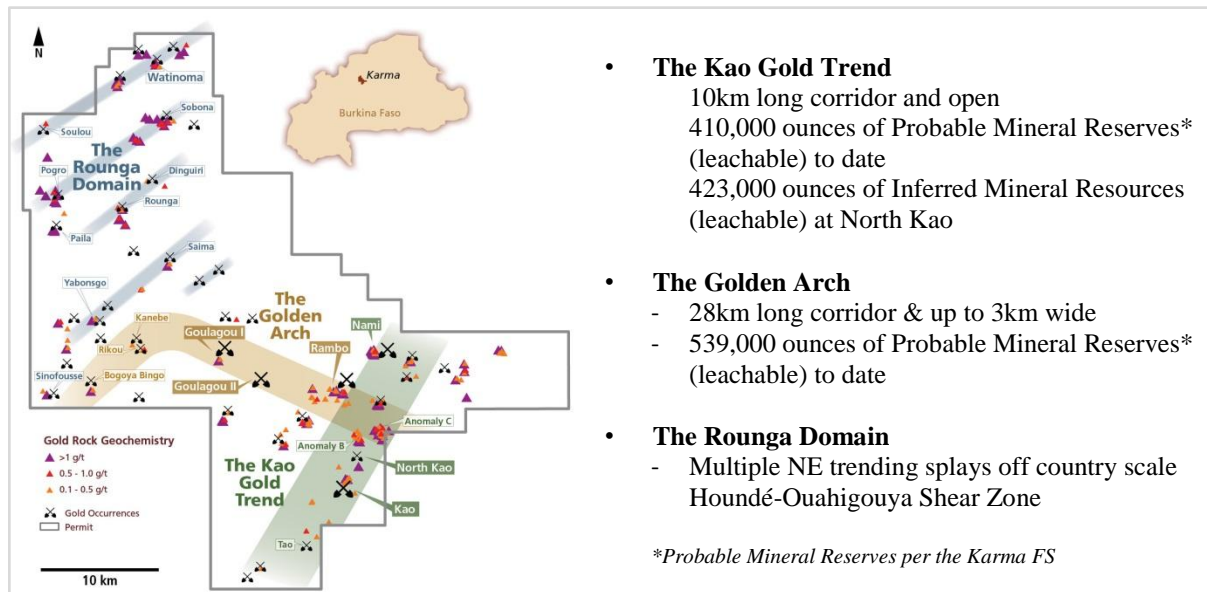 N
Watinoma
Karma
Burkina Faso
Sobona
Soulou
The
Rounga
Domain
Pogro
Dinguiri
Rounga
Paila
Saima
Yabonsgo
The
Golden
Arch
Kanebe
Goulagou I
Nami
Rambo
Rikou
Goulagou II
Sinofousse
Bogoya Bingo
Anomaly C
Anomaly B
North Kao
The Kao
Gold
Trend
Kao
Tao
Gold Rock Geochemistry
>1 g/t
0.5 - 1.0 g/t
0.1 - 0.5 g/t
Gold Occurrences
Permit
10 km
• The Kao Gold Trend
10km long corridor and open
410,000 ounces of Probable Mineral Reserves*
(leachable) to date
423,000 ounces of Inferred Mineral Resources
(leachable) at North Kao
• The Golden Arch
- 28km long corridor & up to 3km wide
- 539,000 ounces of Probable Mineral Reserves*
(leachable) to date
• The Rounga Domain
- Multiple NE trending splays off country scale
Houndé-Ouahigouya Shear Zone
*Probable Mineral Reserves per the Karma FS